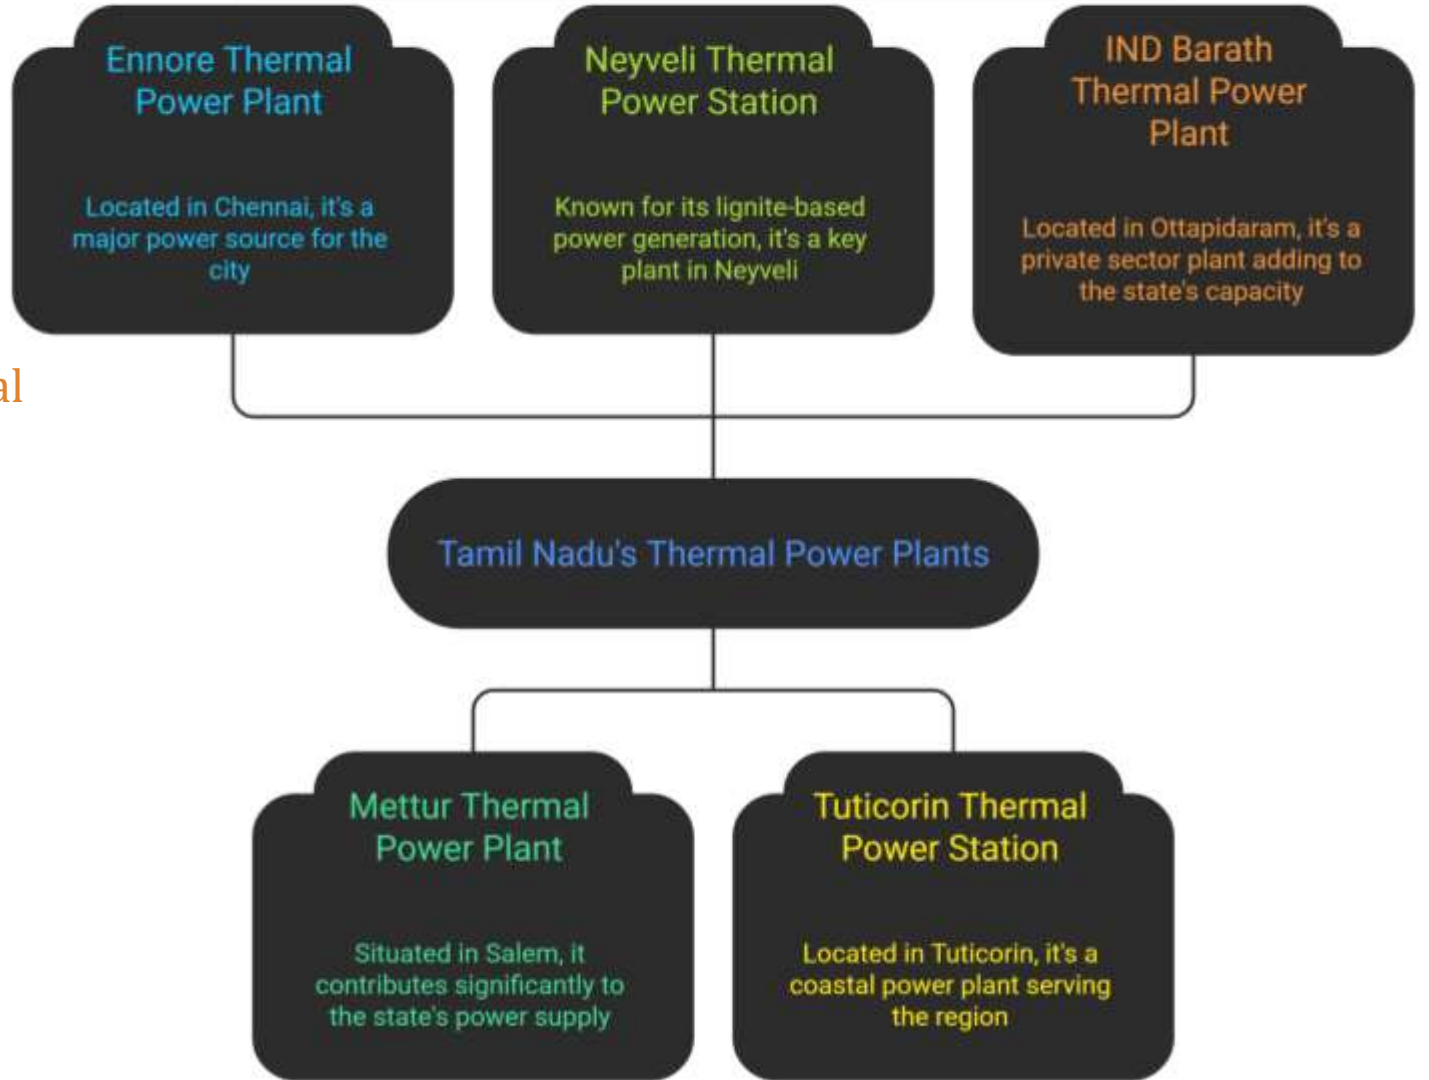 Ennore Thermal
Power Plant
Located in Chennai, it's a
major power source for the
city
Neyveli Thermal
Power Station
Known for its lignite-based
power generation, it's a key
plant in Neyveli
IND Barath
Thermal Power
Plant
Located in Ottapidaram, it's a
private sector plant adding to
the state's capacity
al
Tamil Nadu's Thermal Power Plants
Mettur Thermal
Power Plant
Situated in Salem, it
contributes significantly to
the state's power supply
Tuticorin Thermal
Power Station
Located in Tuticorin, it's a
coastal power plant serving
the region